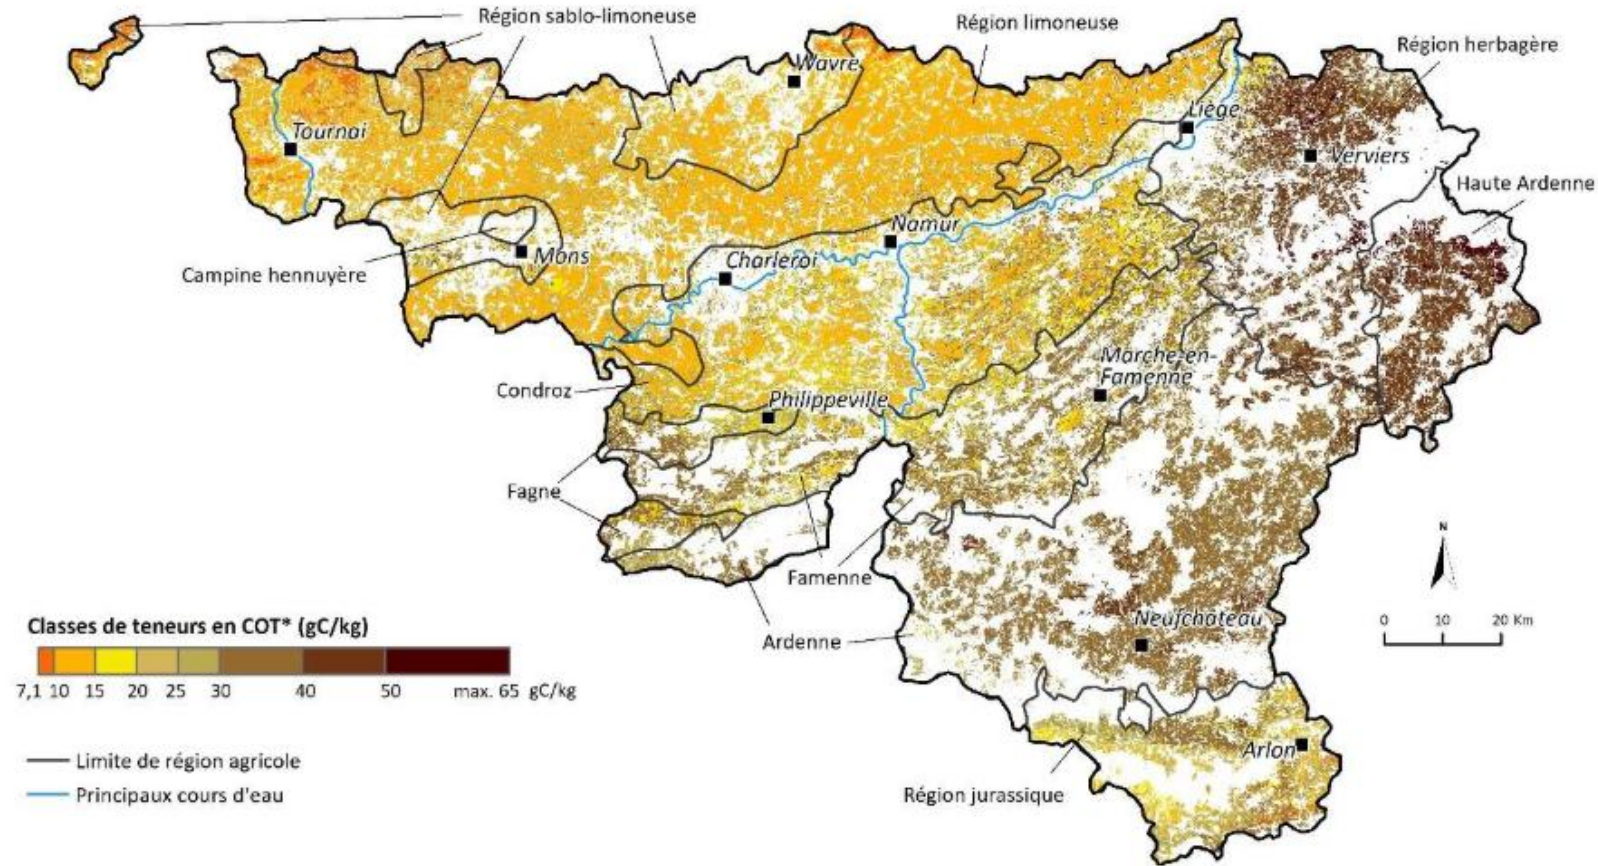 Région sablo-limoneuse
Région limoneuse
Région herbagère
Wavre
Tournai
Liège
Verviers
Haute Ardenne
Namur
Mons
Charleroi
Campine hennuyère
Marche-en-
Famenne
Condroz
Philippeville
Fagne
N
Famenne
Classes de teneurs en COT* (gC/kg)
Neufchâteau
0 10 20 Km
Ardenne
7,1 10 15 20 25 30 40 50 max. 65 gC/kg
Arlon
Limite de région agricole
Principaux cours d'eau
Région jurassique